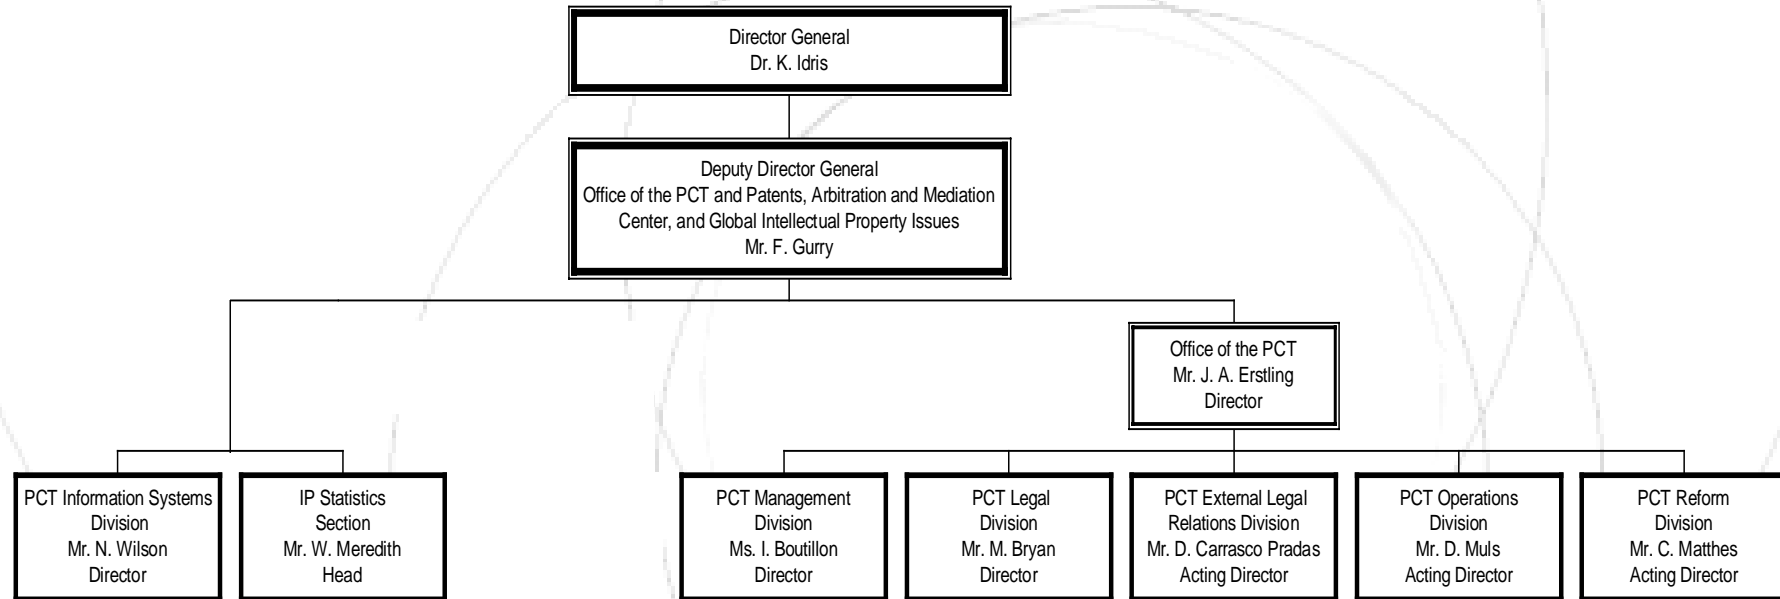 Director General
Dr. K. Idris
Deputy Director General
Office of the PCT and Patents, Arbitration and Mediation
Center, and Global Intellectual Property Issues
Mr. F. Gurry
Office of the PCT
Mr. J. A. Erstling
Director
PCT Information Systems
Division
Mr. N. Wilson
Director
IP Statistics
Section
Mr. W. Meredith
Head
PCT Management
Division
Ms. I. Boutillon
Director
PCT Legal
Division
Mr. M. Bryan
Director
PCT External Legal
Relations Division
Mr. D. Carrasco Pradas
Acting Director
PCT Operations
Division
Mr. D. Muls
Acting Director
PCT Reform
Division
Mr. C. Matthes
Acting Director